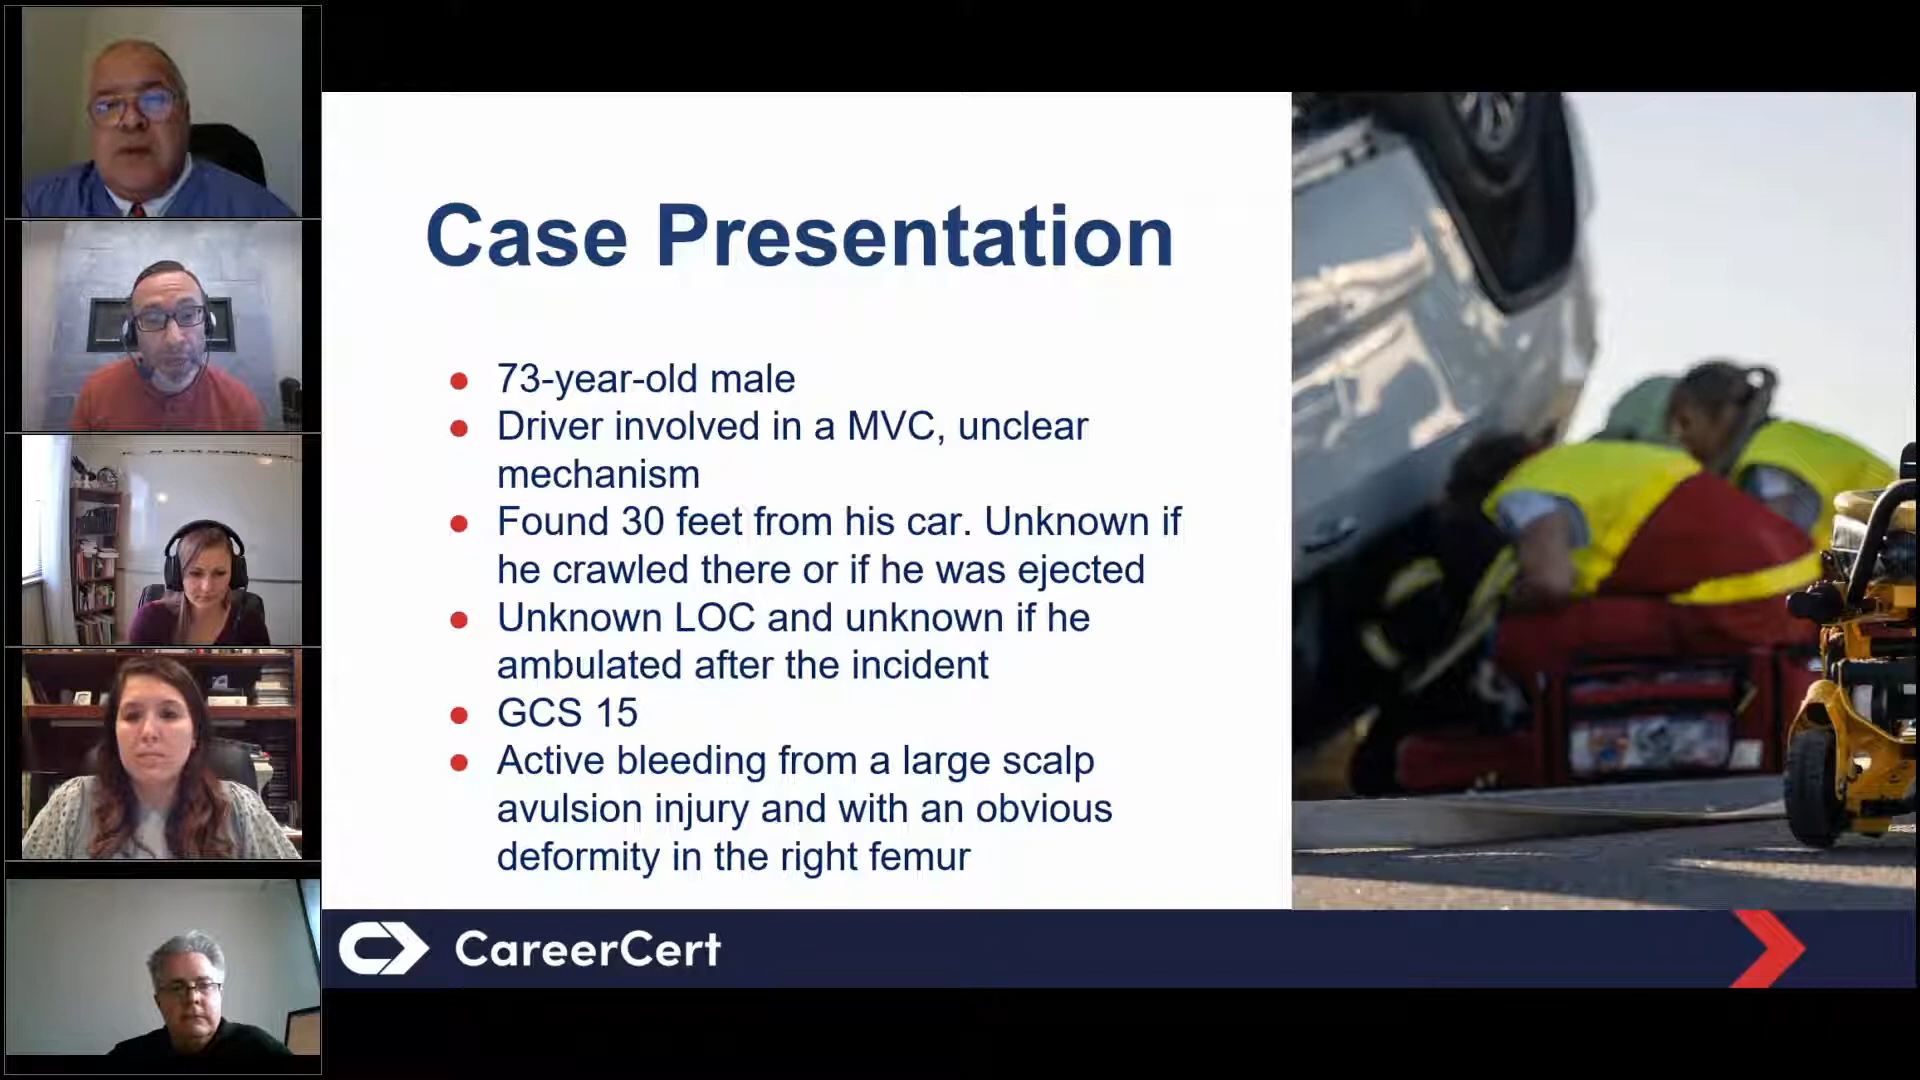 Case Presentation
73-year-old male
Driver involved in a MVC, unclear
mechanism
Found 30 feet from his car. Unknown if
he crawled there or if he was ejected
Unknown LOC and unknown if he
ambulated after the incident
GCS 15
Active bleeding from a large scalp
avulsion injury and with an obvious
deformity in the right femur
CareerCert